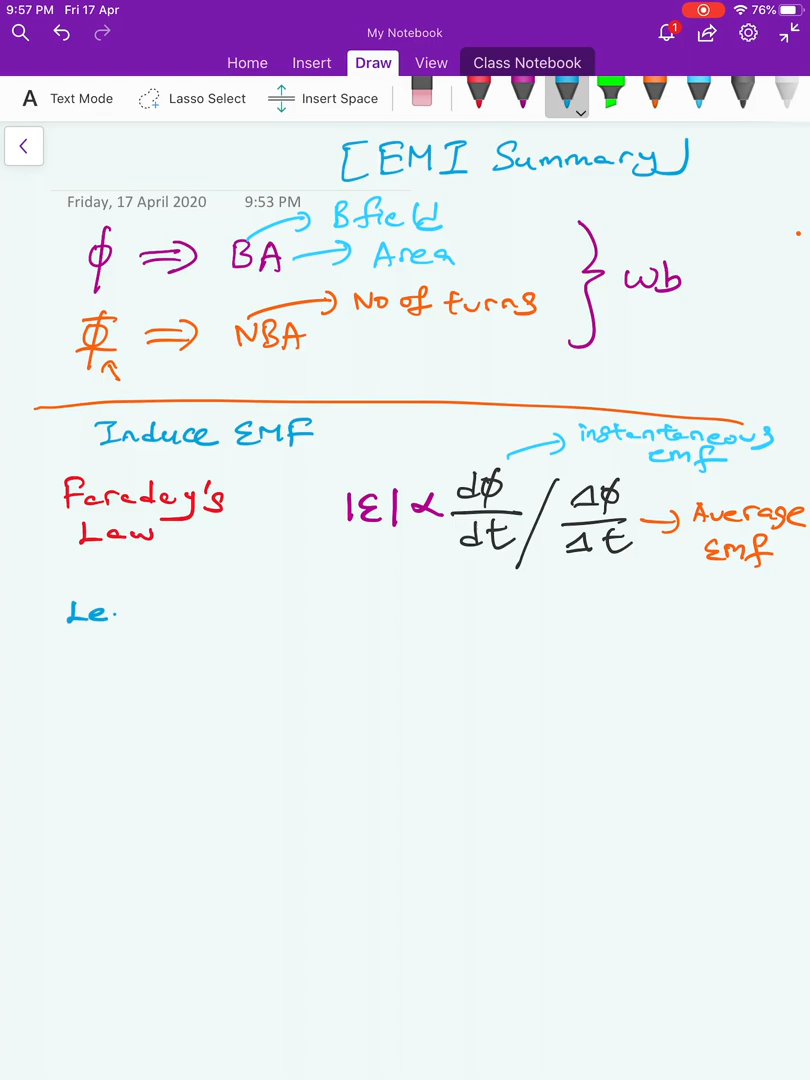 9:57 PM Fri 17 Apr 76%
My Notebook
1
Home Insert Draw View Class Notebook
A Text Mode Lasso Select Insert Space
[EMI Summary]
Friday, 17 April 2020 9:53 PM
B field
ϕ ⇒ BA → Area
} wb
No of turns
Φ ⇒ NBA
Induce EMF
instantaneous
emf
Faraday's
Law
|ε| ∝ dϕ/dt / Δϕ/Δt → Average
Emf
Le.